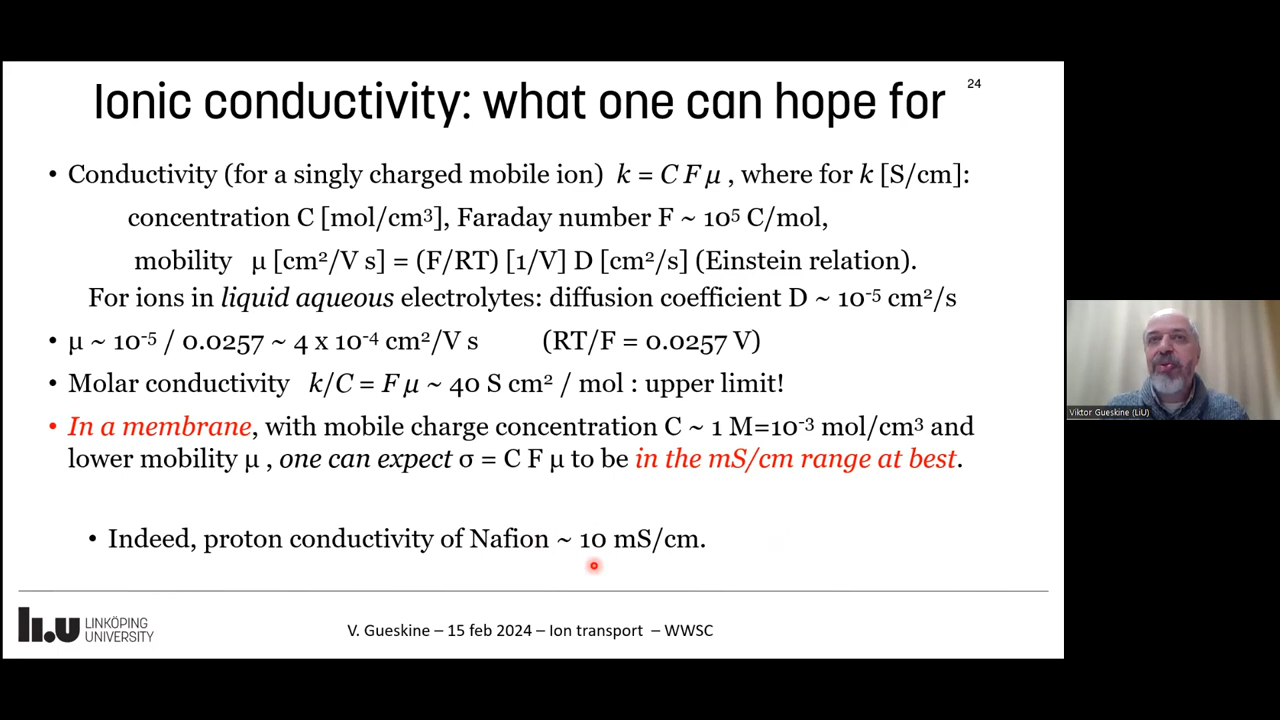 Ionic conductivity: what one can hope for
24
• Conductivity (for a singly charged mobile ion) k = C F µ , where for k [S/cm]:
concentration C [mol/cm³], Faraday number F ~ 10⁵ C/mol,
mobility µ [cm²/V s] = (F/RT) [1/V] D [cm²/s] (Einstein relation).
For ions in liquid aqueous electrolytes: diffusion coefficient D ~ 10⁻⁵ cm²/s
• µ ~ 10⁻⁵ / 0.0257 ~ 4 x 10⁻⁴ cm²/V s (RT/F = 0.0257 V)
• Molar conductivity k/C = F µ ~ 40 S cm² / mol : upper limit!
• In a membrane, with mobile charge concentration C ~ 1 M=10⁻³ mol/cm³ and
lower mobility µ , one can expect σ = C F µ to be in the mS/cm range at best.
• Indeed, proton conductivity of Nafion ~ 10 mS/cm.
li.u LINKÖPING
UNIVERSITY
V. Gueskine – 15 feb 2024 – Ion transport – WWSC
Viktor Gueskine (LiU)